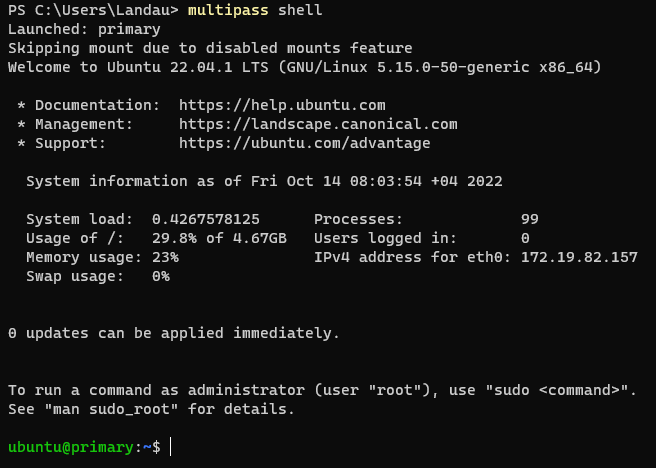 PS C:\Users\Landau> multipass shell
Launched: primary
Skipping mount due to disabled mounts feature
Welcome to Ubuntu 22.04.1 LTS (GNU/Linux 5.15.0-50-generic x86_64)
* Documentation:  https://help.ubuntu.com
* Management:     https://landscape.canonical.com
* Support:        https://ubuntu.com/advantage
System information as of Fri Oct 14 08:03:54 +04 2022
System load:  0.4267578125      Processes:             99
Usage of /:   29.8% of 4.67GB   Users logged in:       0
Memory usage: 23%               IPv4 address for eth0: 172.19.82.157
Swap usage:   0%
0 updates can be applied immediately.
To run a command as administrator (user "root"), use "sudo <command>".
See "man sudo_root" for details.
ubuntu@primary:~$